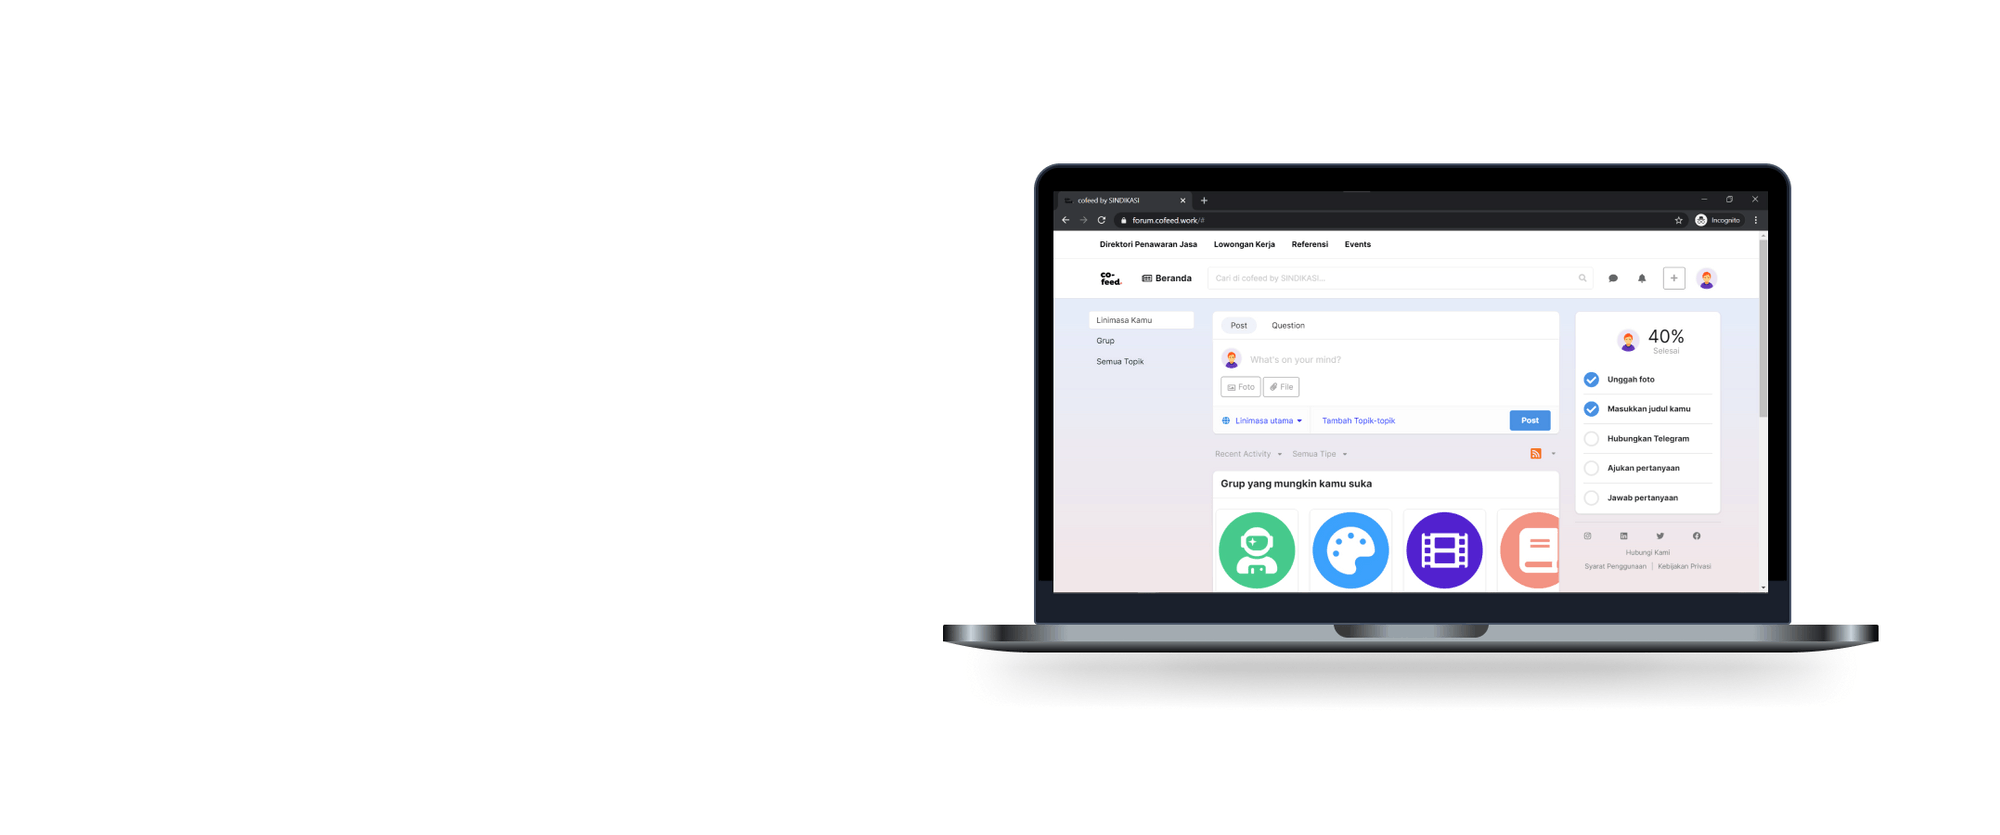 cofeed by SINDIKASI
forum.cofeed.work/#
Incognito
Direktori Penawaran Jasa Lowongan Kerja Referensi Events
co-
feed.
Beranda
Cari di cofeed by SINDIKASI...
Linimasa Kamu
Grup
Semua Topik
Post Question
What's on your mind?
Foto File
Linimasa utama Tambah Topik-topik Post
Recent Activity Semua Tipe
Grup yang mungkin kamu suka
40%
Selesai
Unggah foto
Masukkan judul kamu
Hubungkan Telegram
Ajukan pertanyaan
Jawab pertanyaan
Hubungi Kami
Syarat Penggunaan | Kebijakan Privasi